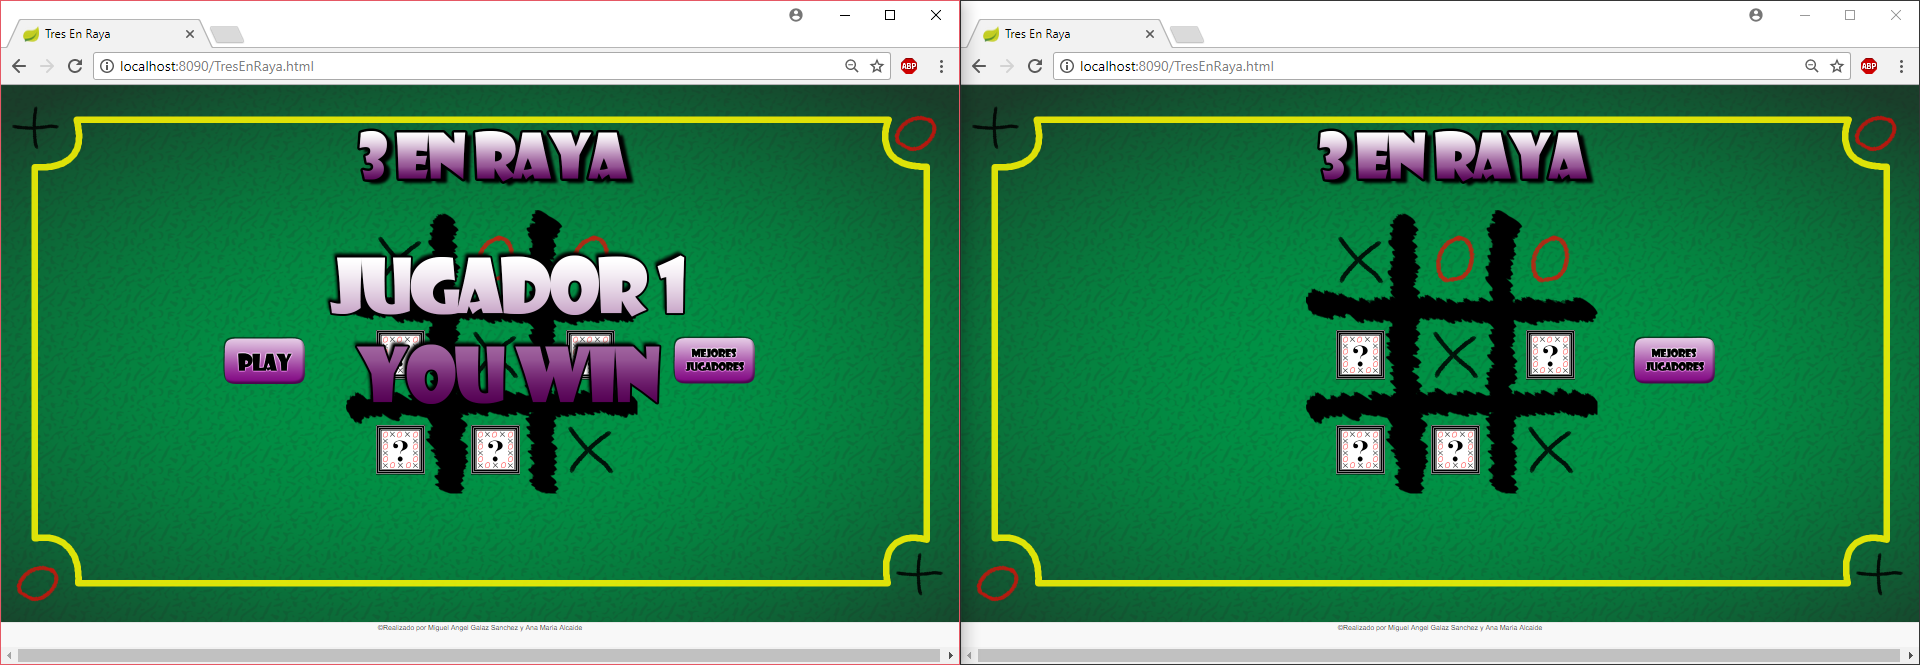 Tres En Raya
localhost:8090/TresEnRaya.html
ABP
3 EN RAYA
JUGADOR 1
PLAY
YOU WIN
MEJORES
JUGADORES
?
?
©Realizado por Miguel Angel Galaz Sanchez y Ana Maria Alcaide
Tres En Raya
localhost:8090/TresEnRaya.html
ABP
3 EN RAYA
?
?
MEJORES
JUGADORES
?
?
©Realizado por Miguel Angel Galaz Sanchez y Ana Maria Alcaide